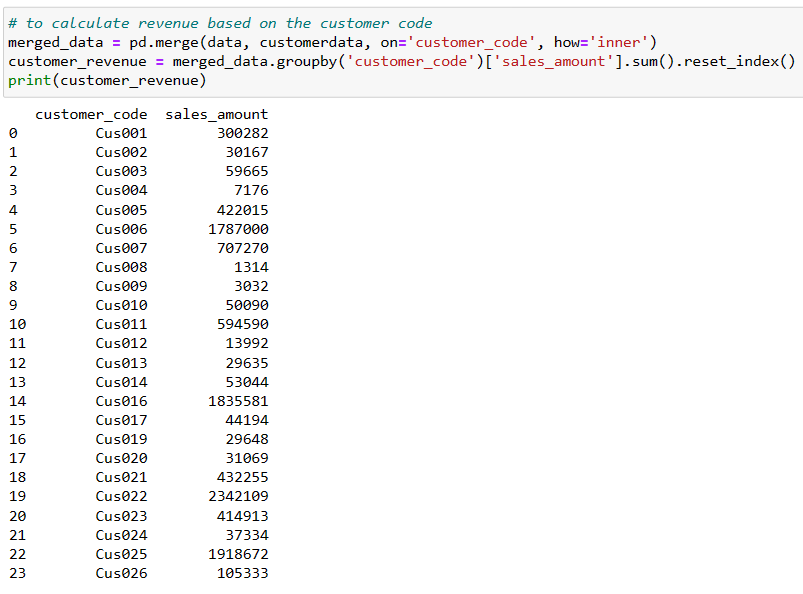 # to calculate revenue based on the customer code
merged_data = pd.merge(data, customerdata, on='customer_code', how='inner')
customer_revenue = merged_data.groupby('customer_code')['sales_amount'].sum().reset_index()
print(customer_revenue)
customer_code sales_amount
0 Cus001 300282
1 Cus002 30167
2 Cus003 59665
3 Cus004 7176
4 Cus005 422015
5 Cus006 1787000
6 Cus007 707270
7 Cus008 1314
8 Cus009 3032
9 Cus010 50090
10 Cus011 594590
11 Cus012 13992
12 Cus013 29635
13 Cus014 53044
14 Cus016 1835581
15 Cus017 44194
16 Cus019 29648
17 Cus020 31069
18 Cus021 432255
19 Cus022 2342109
20 Cus023 414913
21 Cus024 37334
22 Cus025 1918672
23 Cus026 105333